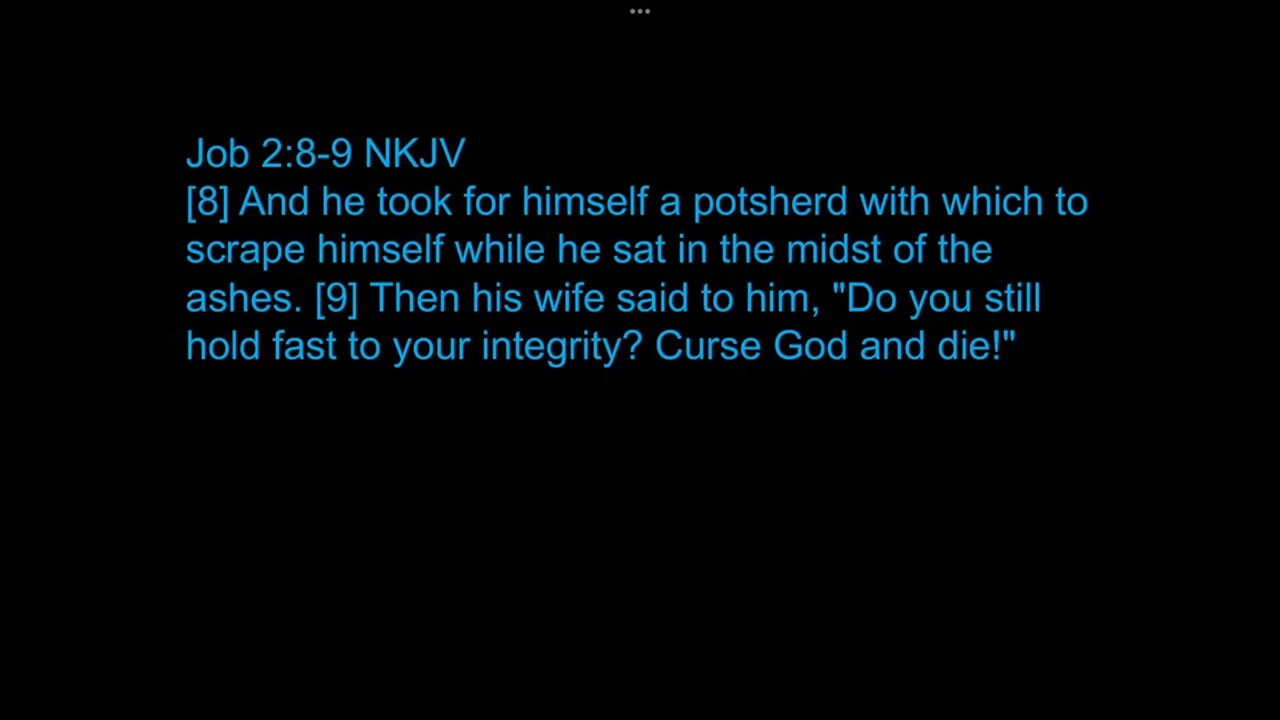 Job 2:8-9 NKJV
[8] And he took for himself a potsherd with which to
scrape himself while he sat in the midst of the
ashes. [9] Then his wife said to him, "Do you still
hold fast to your integrity? Curse God and die!"